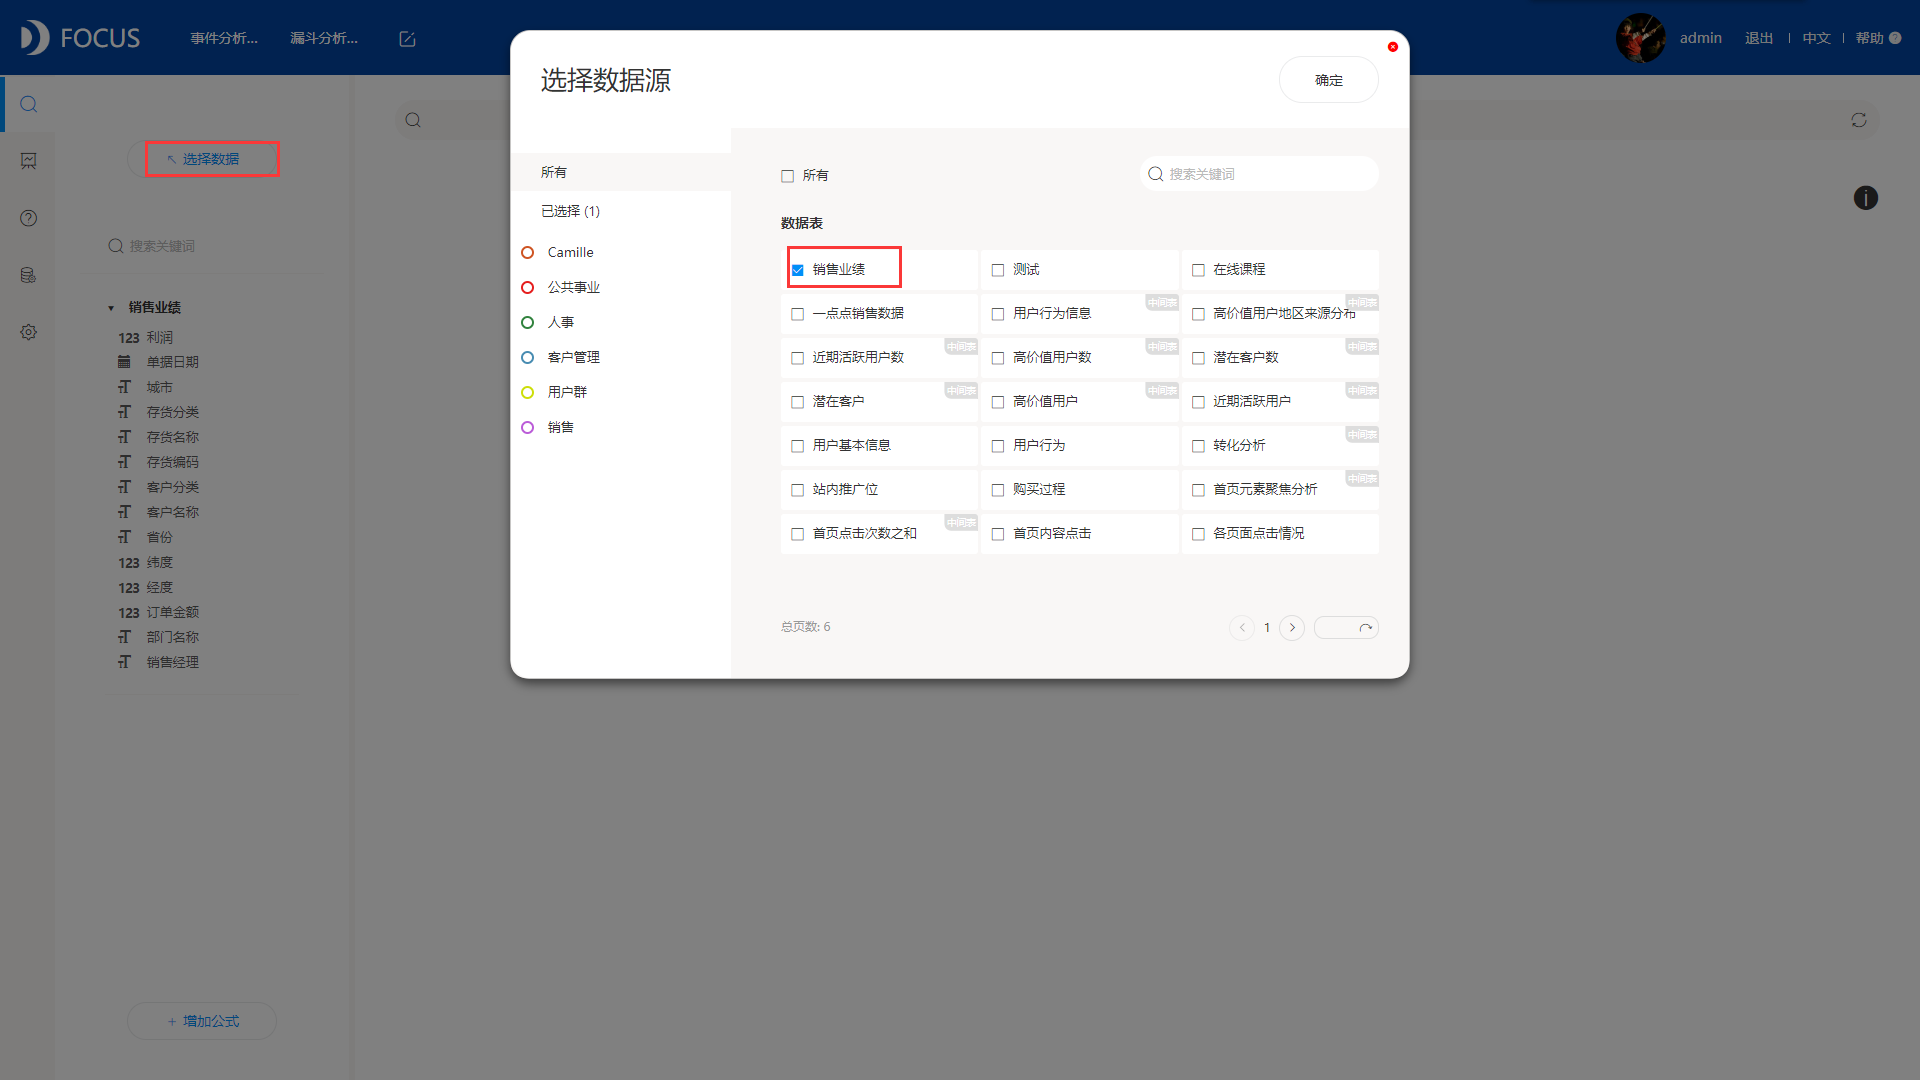 FOCUS
事件分析...
漏斗分析...
admin
退出
中文
帮助
选择数据
搜索关键词
销售业绩
123 利润
单据日期
城市
存货分类
存货名称
存货编码
客户分类
客户名称
省份
123 纬度
123 经度
123 订单金额
部门名称
销售经理
+ 增加公式
选择数据源
确定
所有
已选择 (1)
Camille
公共事业
人事
客户管理
用户群
销售
所有
搜索关键词
数据表
销售业绩
测试
在线课程
一点点销售数据
用户行为信息
中间表
高价值用户地区来源分布
中间表
近期活跃用户数
中间表
高价值用户数
中间表
潜在客户数
中间表
潜在客户
中间表
高价值用户
中间表
近期活跃用户
中间表
用户基本信息
用户行为
转化分析
中间表
站内推广位
购买过程
首页元素聚焦分析
中间表
首页点击次数之和
中间表
首页内容点击
各页面点击情况
总页数: 6
1